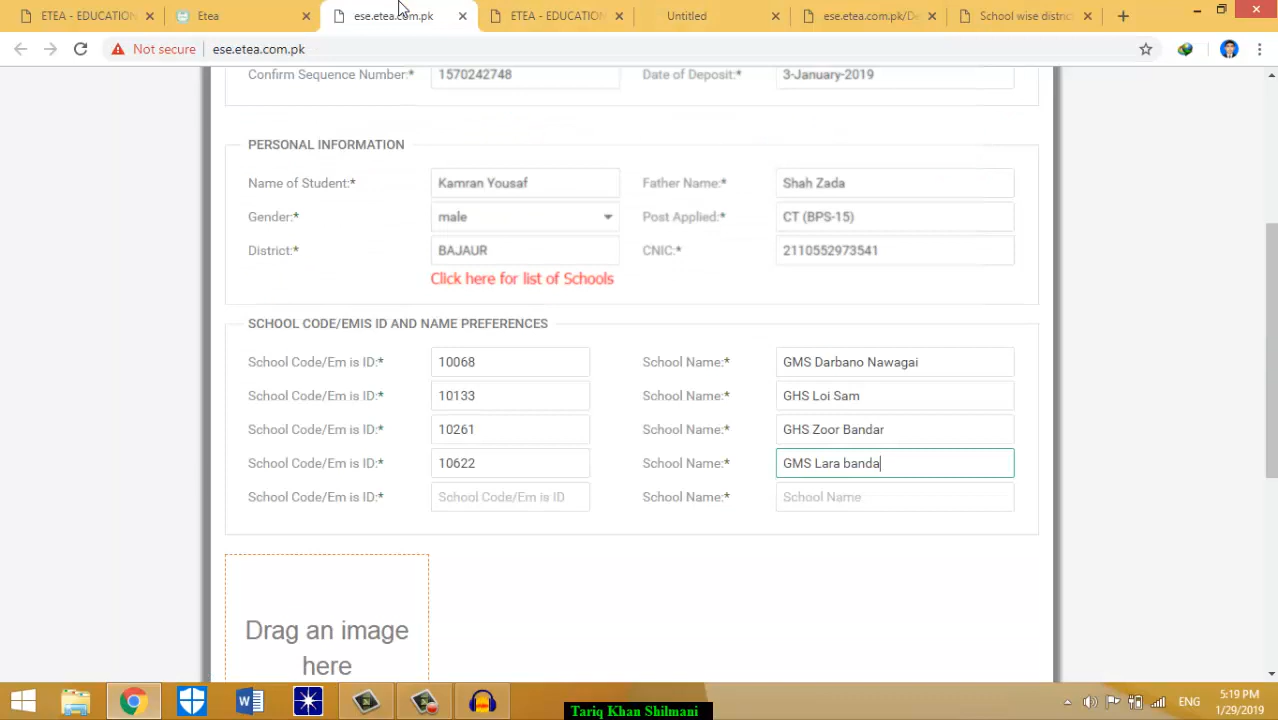 ETEA - EDUCATION
Etea
ese.etea.com.pk
ETEA - EDUCATION
Untitled
ese.etea.com.pk/De
School wise distric
Not secure
ese.etea.com.pk
Confirm Sequence Number:* 1570242748 Date of Deposit:* 3-January-2019
PERSONAL INFORMATION
Name of Student:* Kamran Yousaf Father Name:* Shah Zada
Gender:* male Post Applied:* CT (BPS-15)
District:* BAJAUR CNIC:* 2110552973541
Click here for list of Schools
SCHOOL CODE/EMIS ID AND NAME PREFERENCES
School Code/Em is ID:* 10068 School Name:* GMS Darbano Nawagai
School Code/Em is ID:* 10133 School Name:* GHS Loi Sam
School Code/Em is ID:* 10261 School Name:* GHS Zoor Bandar
School Code/Em is ID:* 10622 School Name:* GMS Lara banda
School Code/Em is ID:* School Code/Em is ID School Name:* School Name
Drag an image
here
ENG
5:19 PM
1/29/2019
Tariq Khan Shilmani